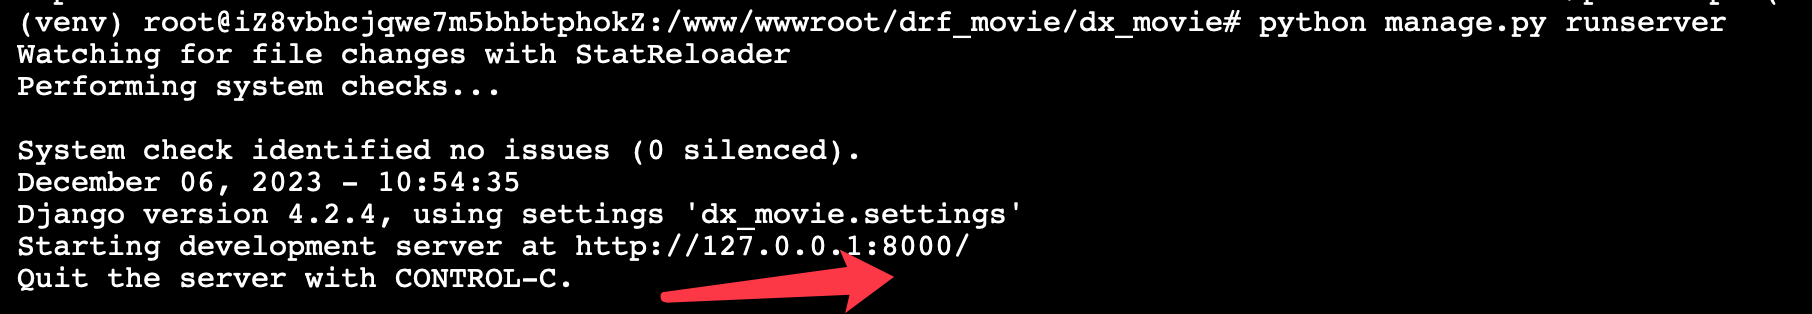 (venv) root@iZ8vbhcjqwe7m5bhbtphokZ:/www/wwwroot/drf_movie/dx_movie# python manage.py runserver
Watching for file changes with StatReloader
Performing system checks...
System check identified no issues (0 silenced).
December 06, 2023 - 10:54:35
Django version 4.2.4, using settings 'dx_movie.settings'
Starting development server at http://127.0.0.1:8000/
Quit the server with CONTROL-C.